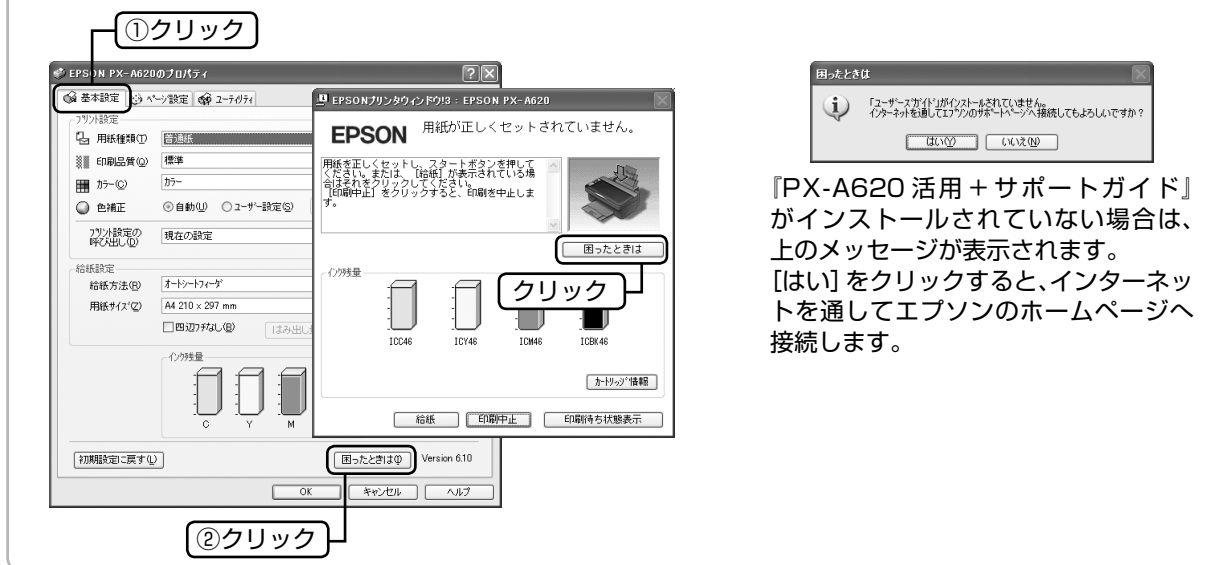 ①クリック
EPSON PX-A620のプロパティ
基本設定
ページ設定
ユーティリティ
プリント設定
用紙種類(T)
普通紙
印刷品質(Q)
標準
カラー(C)
カラー
色補正
自動(U)
ユーザー設定(S)
プリント設定の
呼び出し(D)
現在の設定
給紙設定
給紙方法(R)
オートシートフィーダ
用紙サイズ(Z)
A4 210 x 297 mm
四辺フチなし(B)
インク残量
C
Y
M
初期設定に戻す(L)
困ったときは(I)
Version 6.10
OK
キャンセル
ヘルプ
②クリック
EPSONプリンタウィンドウ!3 : EPSON PX-A620
EPSON
用紙が正しくセットされていません。
用紙を正しくセットし、スタートボタンを押して
ください。または、[給紙] が表示されている場
合はそれをクリックしてください。
[印刷中止] をクリックすると、印刷を中止しま
す。
困ったときは
クリック
インク残量
ICC46
ICY46
ICM46
ICBK46
カートリッジ情報
給紙
印刷中止
印刷待ち状態表示
困ったときは
「ユーザーズガイド」がインストールされていません。
インターネットを通してエプソンのサポートページへ接続してもよろしいですか？
はい(Y)
いいえ(N)
『PX-A620 活用＋サポートガイド』
がインストールされていない場合は、
上のメッセージが表示されます。
［はい］をクリックすると、インターネッ
トを通してエプソンのホームページへ
接続します。